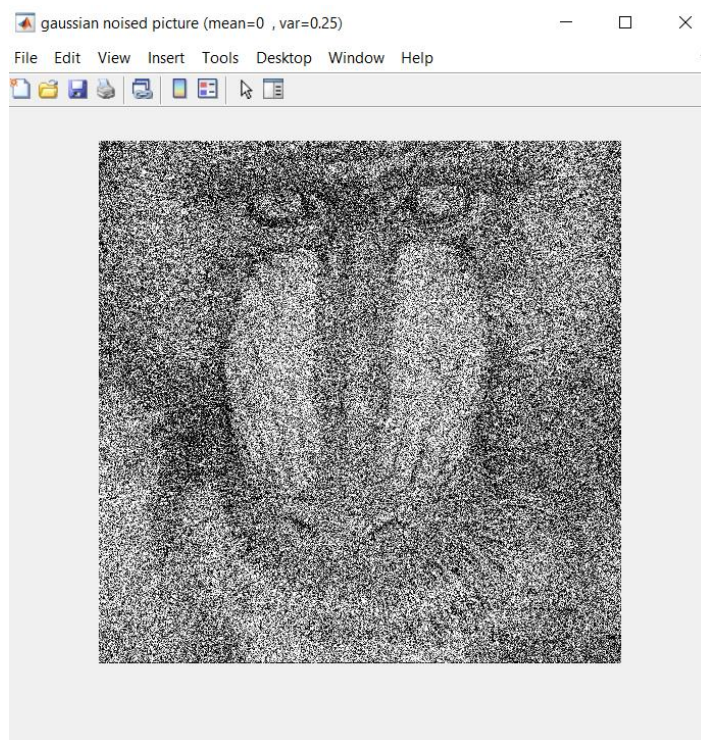 gaussian noised picture (mean=0  , var=0.25)
File Edit View Insert Tools Desktop Window Help